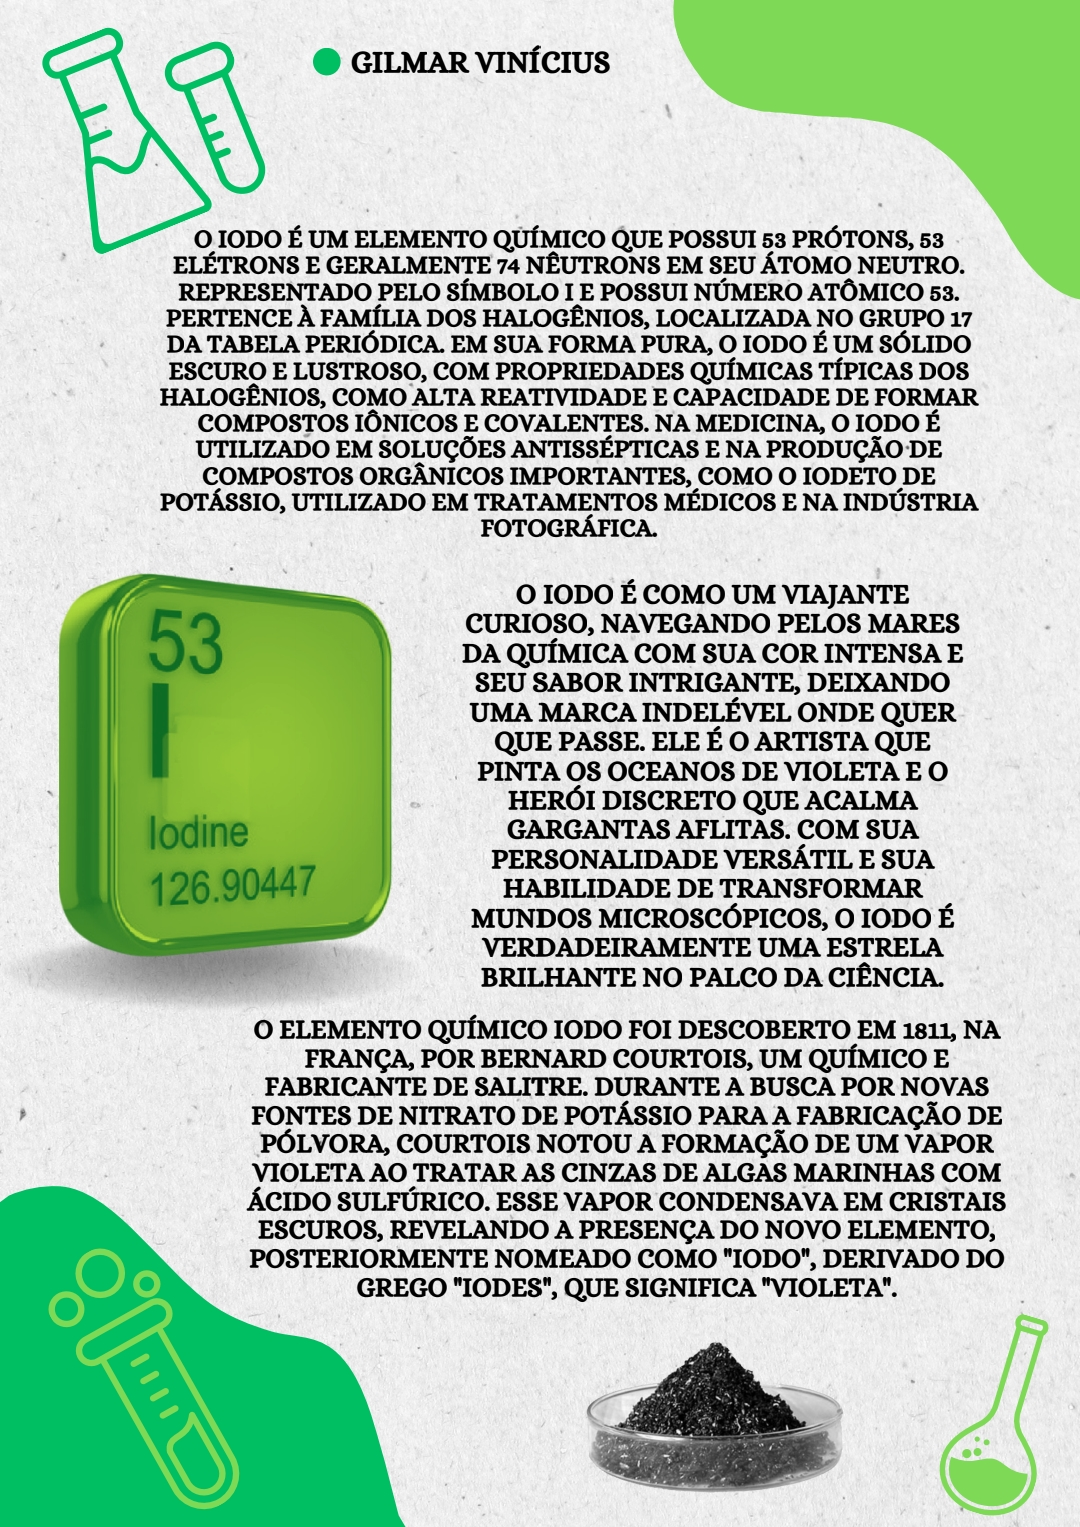 GILMAR VINÍCIUS
O IODO É UM ELEMENTO QUÍMICO QUE POSSUI 53 PRÓTONS, 53
ELÉTRONS E GERALMENTE 74 NÊUTRONS EM SEU ÁTOMO NEUTRO.
REPRESENTADO PELO SÍMBOLO I E POSSUI NÚMERO ATÔMICO 53.
PERTENCE À FAMÍLIA DOS HALOGÊNIOS, LOCALIZADA NO GRUPO 17
DA TABELA PERIÓDICA. EM SUA FORMA PURA, O IODO É UM SÓLIDO
ESCURO E LUSTROSO, COM PROPRIEDADES QUÍMICAS TÍPICAS DOS
HALOGÊNIOS, COMO ALTA REATIVIDADE E CAPACIDADE DE FORMAR
COMPOSTOS IÔNICOS E COVALENTES. NA MEDICINA, O IODO É
UTILIZADO EM SOLUÇÕES ANTISSÉPTICAS E NA PRODUÇÃO DE
COMPOSTOS ORGÂNICOS IMPORTANTES, COMO O IODETO DE
POTÁSSIO, UTILIZADO EM TRATAMENTOS MÉDICOS E NA INDÚSTRIA
FOTOGRÁFICA.
53
I
Iodine
126.90447
O IODO É COMO UM VIAJANTE
CURIOSO, NAVEGANDO PELOS MARES
DA QUÍMICA COM SUA COR INTENSA E
SEU SABOR INTRIGANTE, DEIXANDO
UMA MARCA INDELÉVEL ONDE QUER
QUE PASSE. ELE É O ARTISTA QUE
PINTA OS OCEANOS DE VIOLETA E O
HERÓI DISCRETO QUE ACALMA
GARGANTAS AFLITAS. COM SUA
PERSONALIDADE VERSÁTIL E SUA
HABILIDADE DE TRANSFORMAR
MUNDOS MICROSCÓPICOS, O IODO É
VERDADEIRAMENTE UMA ESTRELA
BRILHANTE NO PALCO DA CIÊNCIA.
O ELEMENTO QUÍMICO IODO FOI DESCOBERTO EM 1811, NA
FRANÇA, POR BERNARD COURTOIS, UM QUÍMICO E
FABRICANTE DE SALITRE. DURANTE A BUSCA POR NOVAS
FONTES DE NITRATO DE POTÁSSIO PARA A FABRICAÇÃO DE
PÓLVORA, COURTOIS NOTOU A FORMAÇÃO DE UM VAPOR
VIOLETA AO TRATAR AS CINZAS DE ALGAS MARINHAS COM
ÁCIDO SULFÚRICO. ESSE VAPOR CONDENSAVA EM CRISTAIS
ESCUROS, REVELANDO A PRESENÇA DO NOVO ELEMENTO,
POSTERIORMENTE NOMEADO COMO "IODO", DERIVADO DO
GREGO "IODES", QUE SIGNIFICA "VIOLETA".